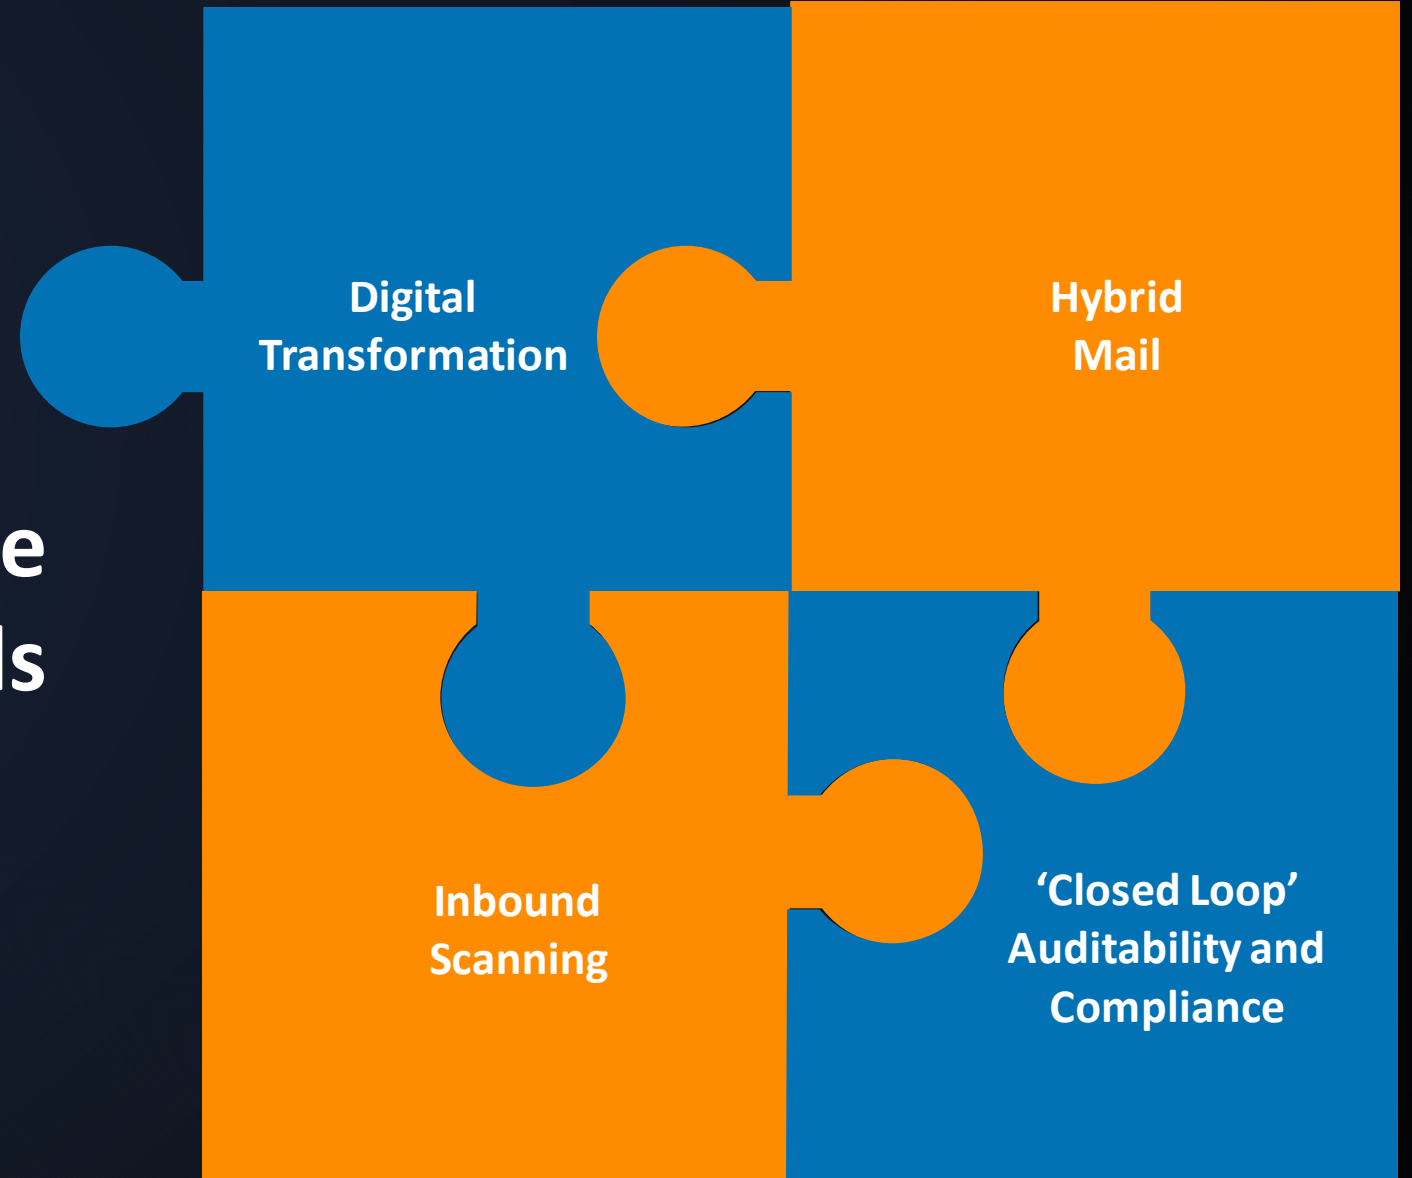 Digital
Transformation
Hybrid
Mail
Inbound
Scanning
‘Closed Loop’
Auditability and
Compliance